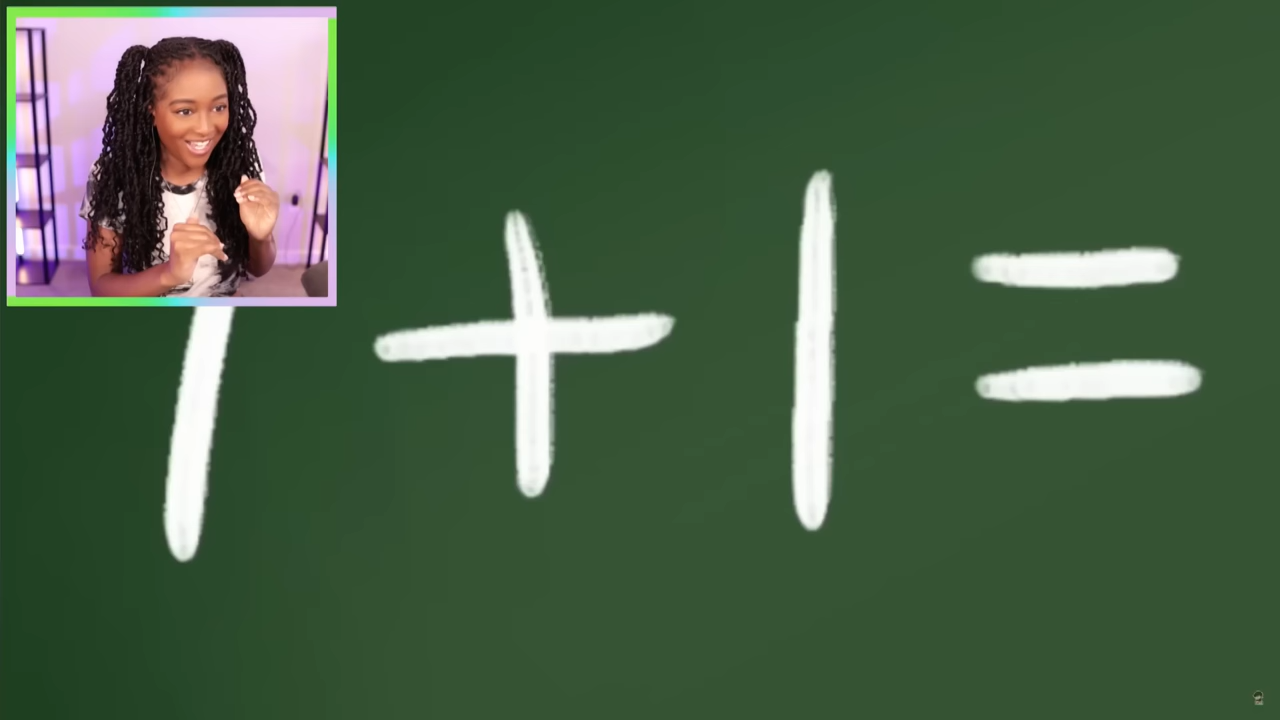 1 + 1 =